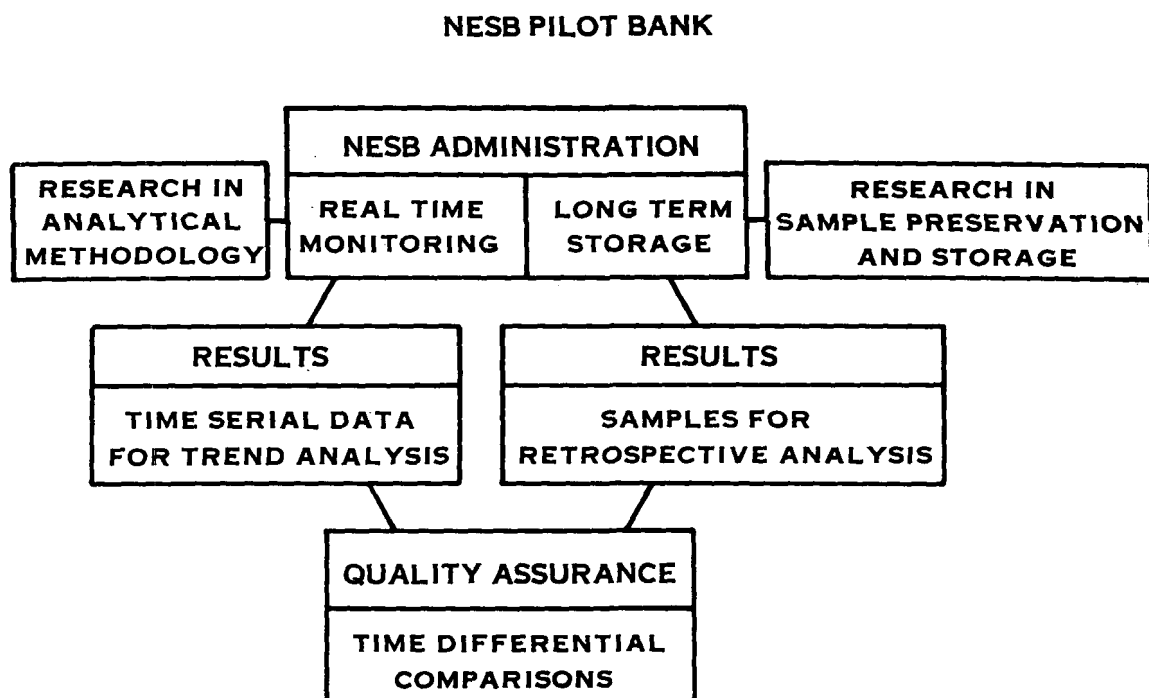 NESB PILOT BANK
NESB ADMINISTRATION
RESEARCH IN
ANALYTICAL
METHODOLOGY
REAL TIME
MONITORING
LONG TERM
STORAGE
RESEARCH IN
SAMPLE PRESERVATION
AND STORAGE
RESULTS
TIME SERIAL DATA
FOR TREND ANALYSIS
RESULTS
SAMPLES FOR
RETROSPECTIVE ANALYSIS
QUALITY ASSURANCE
TIME DIFFERENTIAL
COMPARISONS